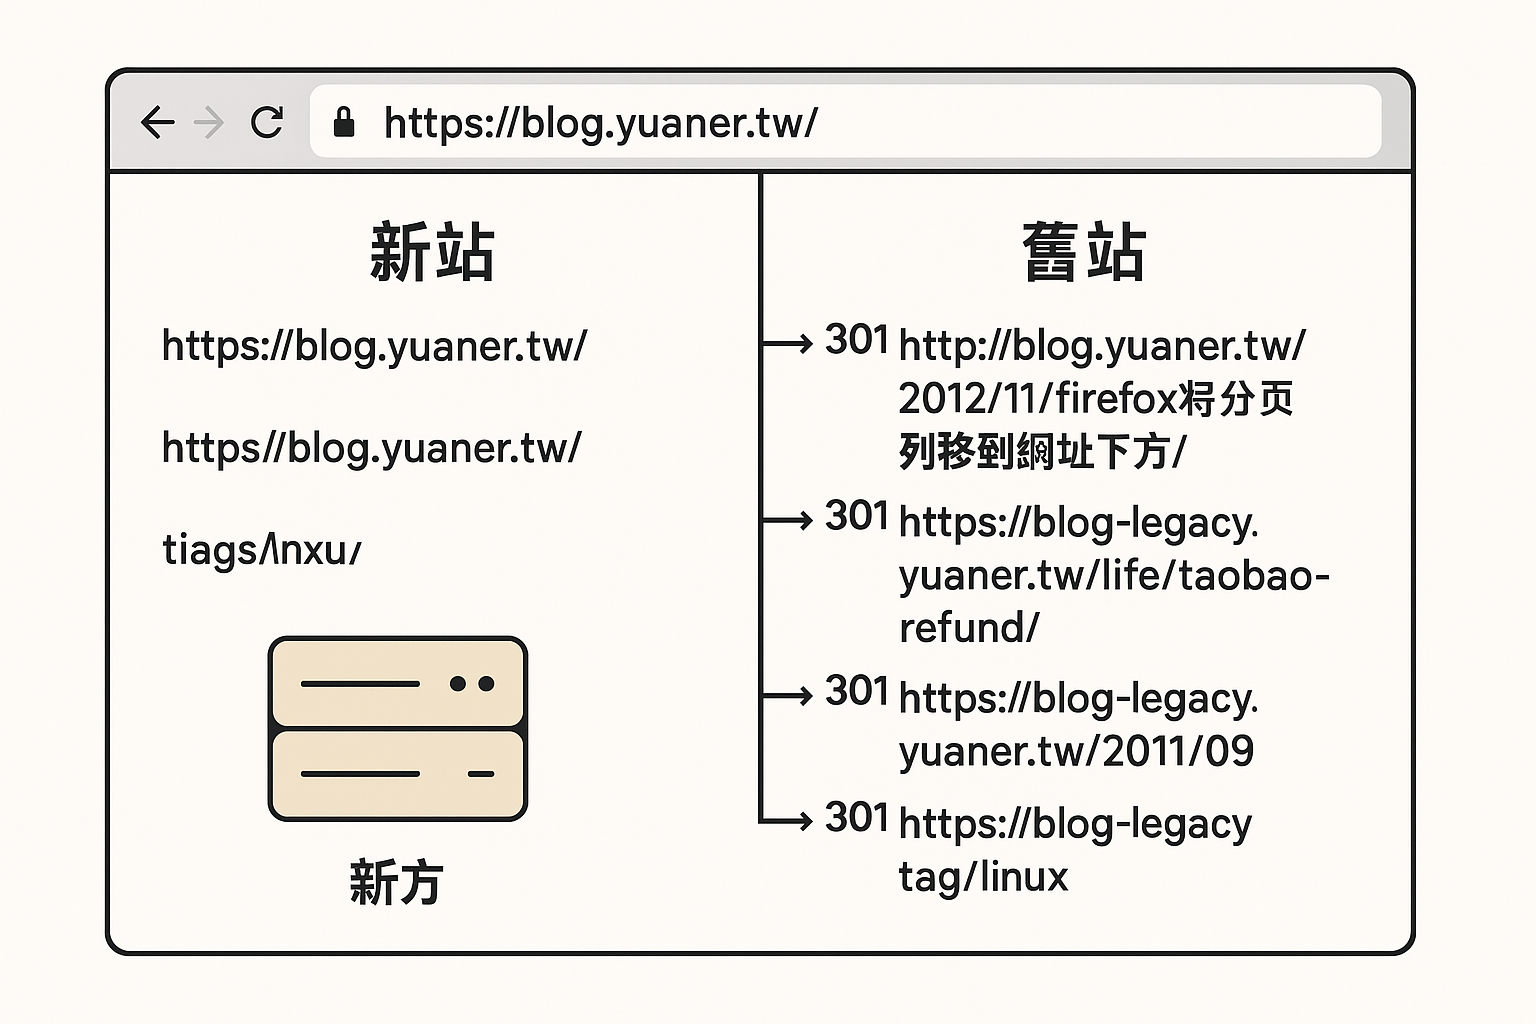 https://blog.yuaner.tw/
新站
https://blog.yuaner.tw/
https//blog.yuaner.tw/
tiags/lnxu/
新方
舊站
301 http://blog.yuaner.tw/
2012/11/firefox将分页
列移到網址下方/
301 https://blog-legacy.
yuaner.tw/life/taobao-
refund/
301 https://blog-legacy.
yuaner.tw/2011/09
301 https://blog-legacy
tag/linux